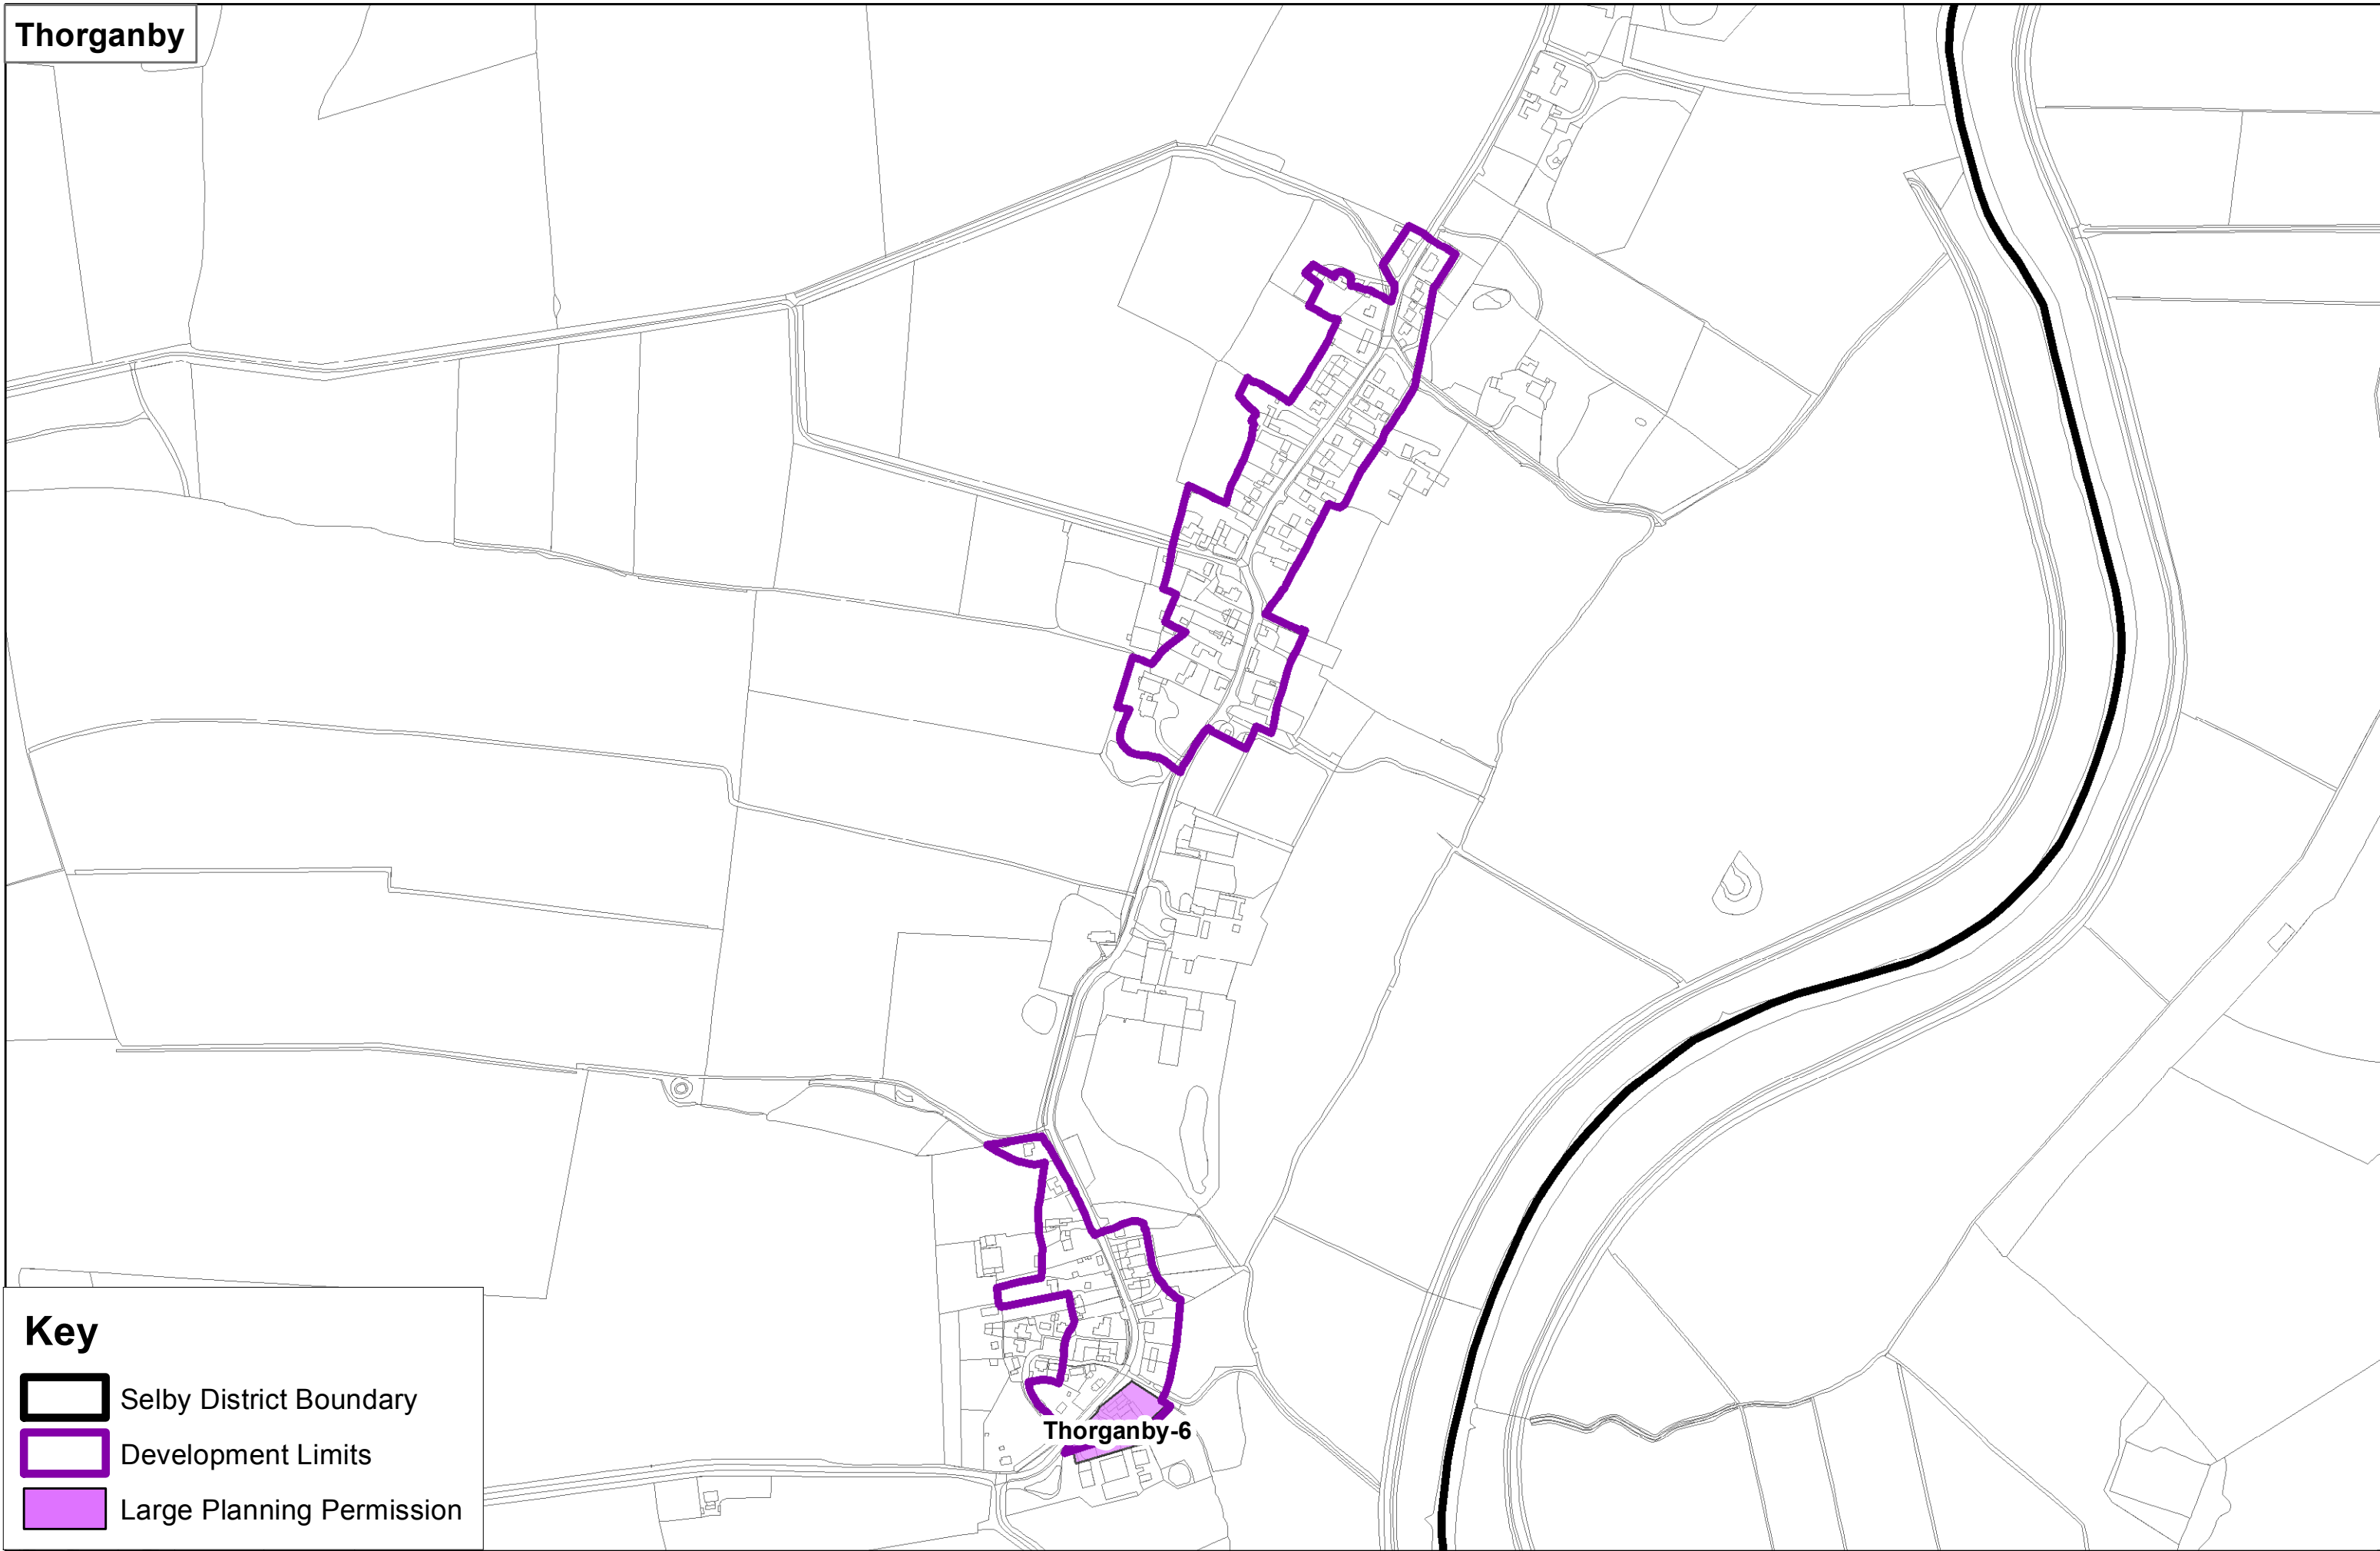 Thorganby
Thorganby-6
Key
Selby District Boundary
Development Limits
Large Planning Permission